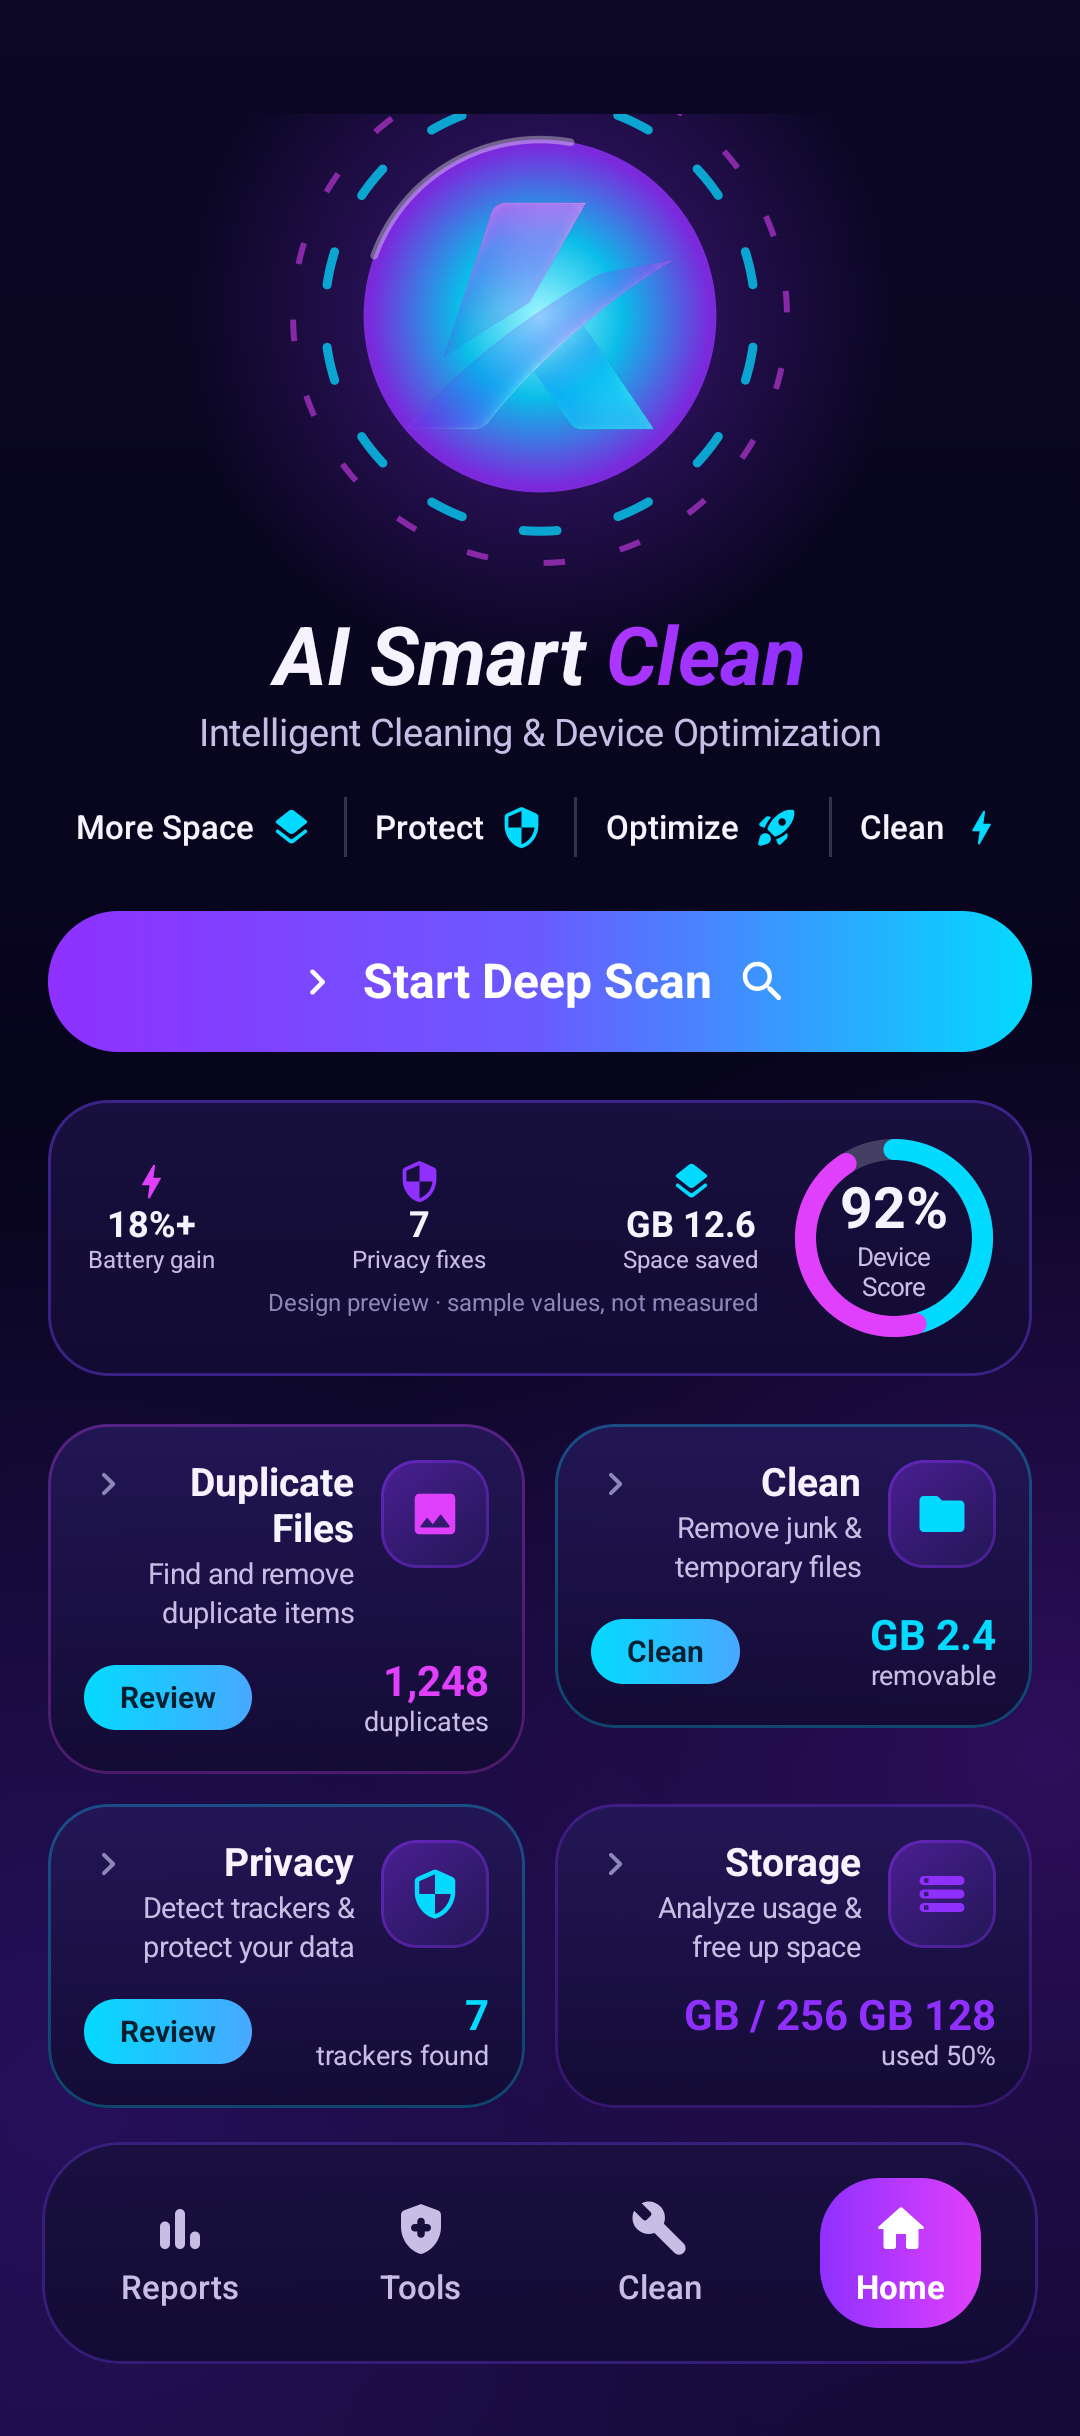 AI Smart Clean
Intelligent Cleaning & Device Optimization
More Space
Protect
Optimize
Clean
Start Deep Scan
18%+
Battery gain
7
Privacy fixes
GB 12.6
Space saved
Design preview · sample values, not measured
92%
Device
Score
Duplicate
Files
Find and remove
duplicate items
Review
1,248
duplicates
Clean
Remove junk &
temporary files
Clean
GB 2.4
removable
Privacy
Detect trackers &
protect your data
Review
7
trackers found
Storage
Analyze usage &
free up space
GB / 256 GB 128
used 50%
Reports
Tools
Clean
Home